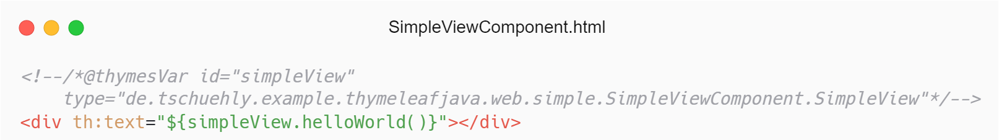 SimpleViewComponent.html
<!--/*@thymesVar id="simpleView"
type="de.tschuehly.example.thymeleafjava.web.simple.SimpleViewComponent.SimpleView"*/-->
<div th:text="${simpleView.helloWorld()}"></div>